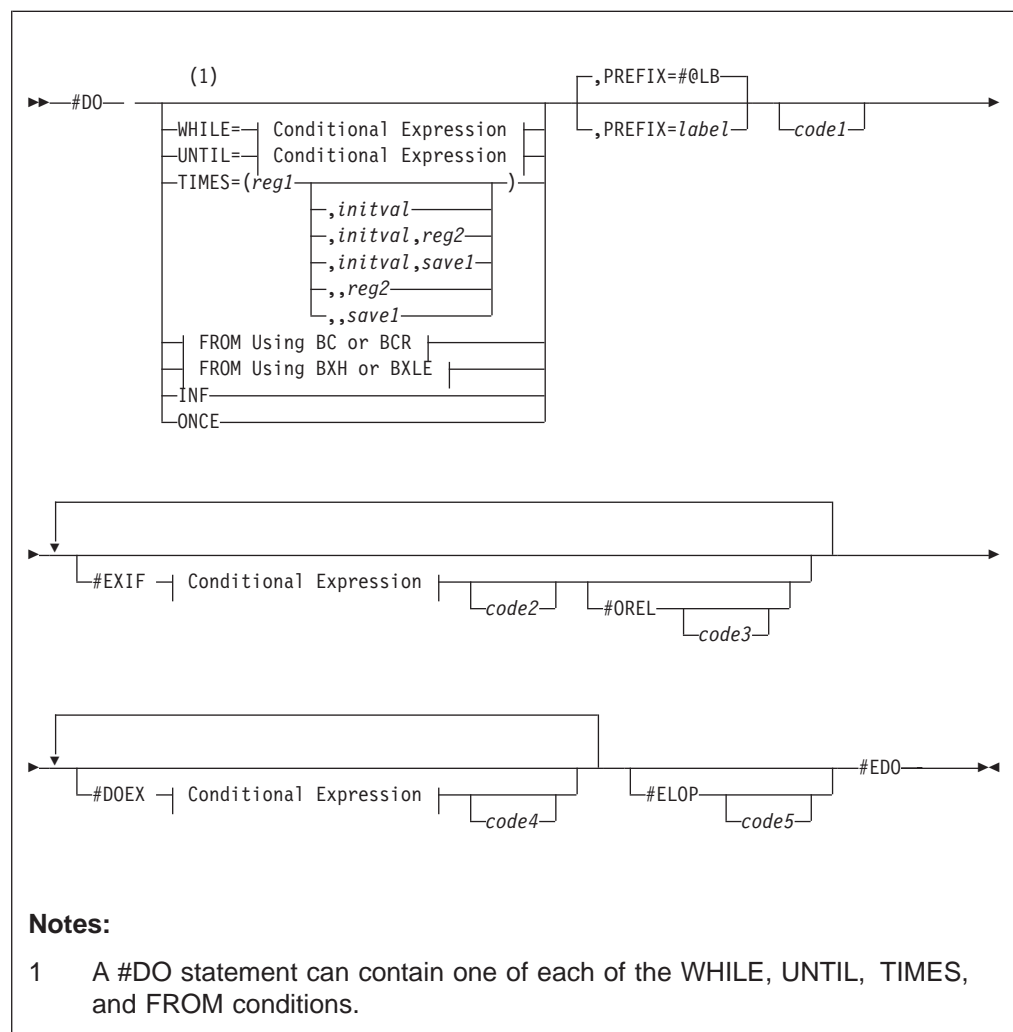 (1)
,PREFIX=#@LB
#DO
,PREFIX=label
code1
WHILE= Conditional Expression
UNTIL= Conditional Expression
TIMES=(reg1 )
,initval
,initval,reg2
,initval,save1
,,reg2
,,save1
FROM Using BC or BCR
FROM Using BXH or BXLE
INF
ONCE
#EXIF Conditional Expression
code2
#OREL
code3
#DOEX Conditional Expression
code4
#ELOP
code5
#EDO
Notes:
1 A #DO statement can contain one of each of the WHILE, UNTIL, TIMES,
and FROM conditions.